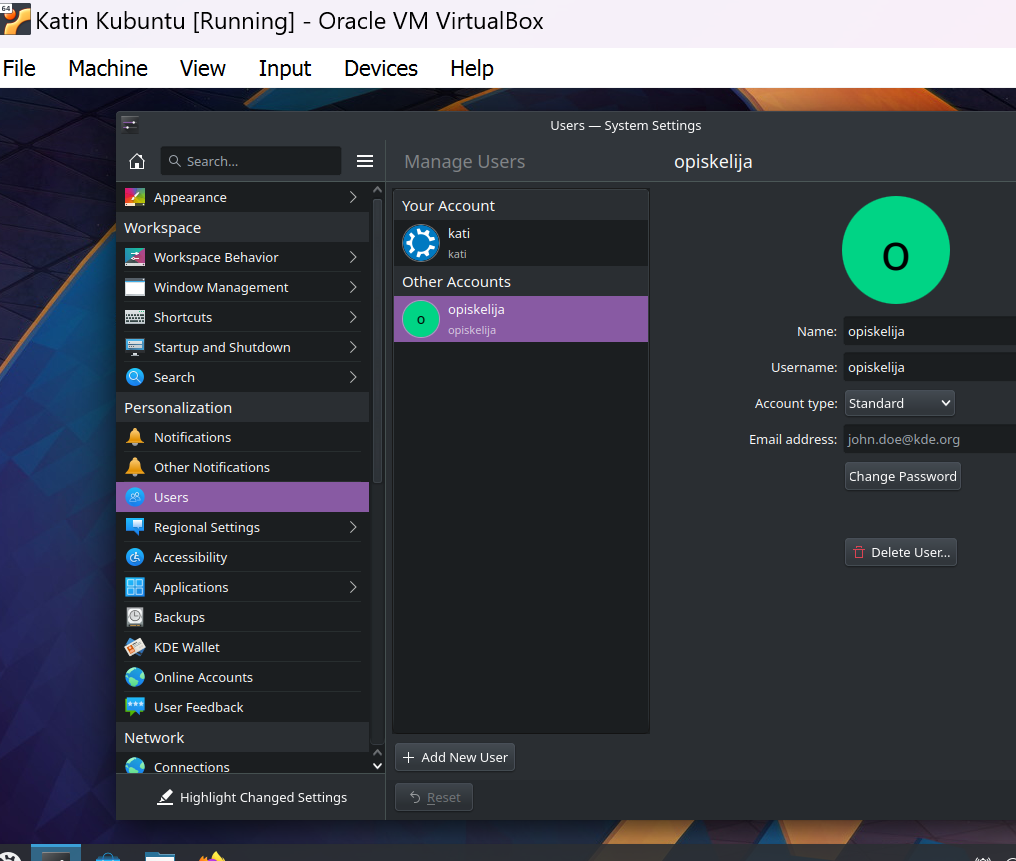 64
Katin Kubuntu [Running] - Oracle VM VirtualBox
File Machine View Input Devices Help
Users — System Settings
Search...
Manage Users
opiskelija
Appearance
Workspace
Workspace Behavior
Window Management
Shortcuts
Startup and Shutdown
Search
Personalization
Notifications
Other Notifications
Users
Regional Settings
Accessibility
Applications
Backups
KDE Wallet
Online Accounts
User Feedback
Network
Connections
Highlight Changed Settings
Your Account
kati
kati
Other Accounts
o
opiskelija
opiskelija
Add New User
Reset
o
Name: opiskelija
Username: opiskelija
Account type: Standard
Email address: john.doe@kde.org
Change Password
Delete User...